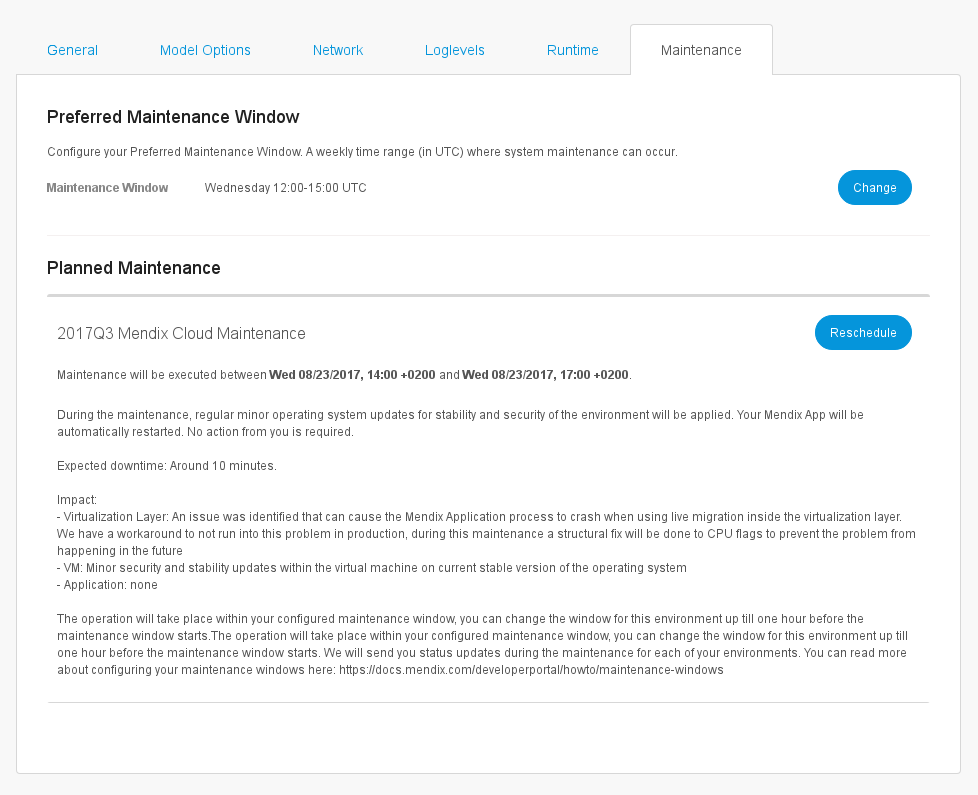 General Model Options Network Loglevels Runtime Maintenance
Preferred Maintenance Window
Configure your Preferred Maintenance Window. A weekly time range (in UTC) where system maintenance can occur.
Maintenance Window Wednesday 12:00-15:00 UTC Change
Planned Maintenance
2017Q3 Mendix Cloud Maintenance Reschedule
Maintenance will be executed between Wed 08/23/2017, 14:00 +0200 and Wed 08/23/2017, 17:00 +0200.
During the maintenance, regular minor operating system updates for stability and security of the environment will be applied. Your Mendix App will be
automatically restarted. No action from you is required.
Expected downtime: Around 10 minutes.
Impact:
- Virtualization Layer: An issue was identified that can cause the Mendix Application process to crash when using live migration inside the virtualization layer.
We have a workaround to not run into this problem in production, during this maintenance a structural fix will be done to CPU flags to prevent the problem from
happening in the future
- VM: Minor security and stability updates within the virtual machine on current stable version of the operating system
- Application: none
The operation will take place within your configured maintenance window, you can change the window for this environment up till one hour before the
maintenance window starts.The operation will take place within your configured maintenance window, you can change the window for this environment up till
one hour before the maintenance window starts. We will send you status updates during the maintenance for each of your environments. You can read more
about configuring your maintenance windows here: https://docs.mendix.com/developerportal/howto/maintenance-windows